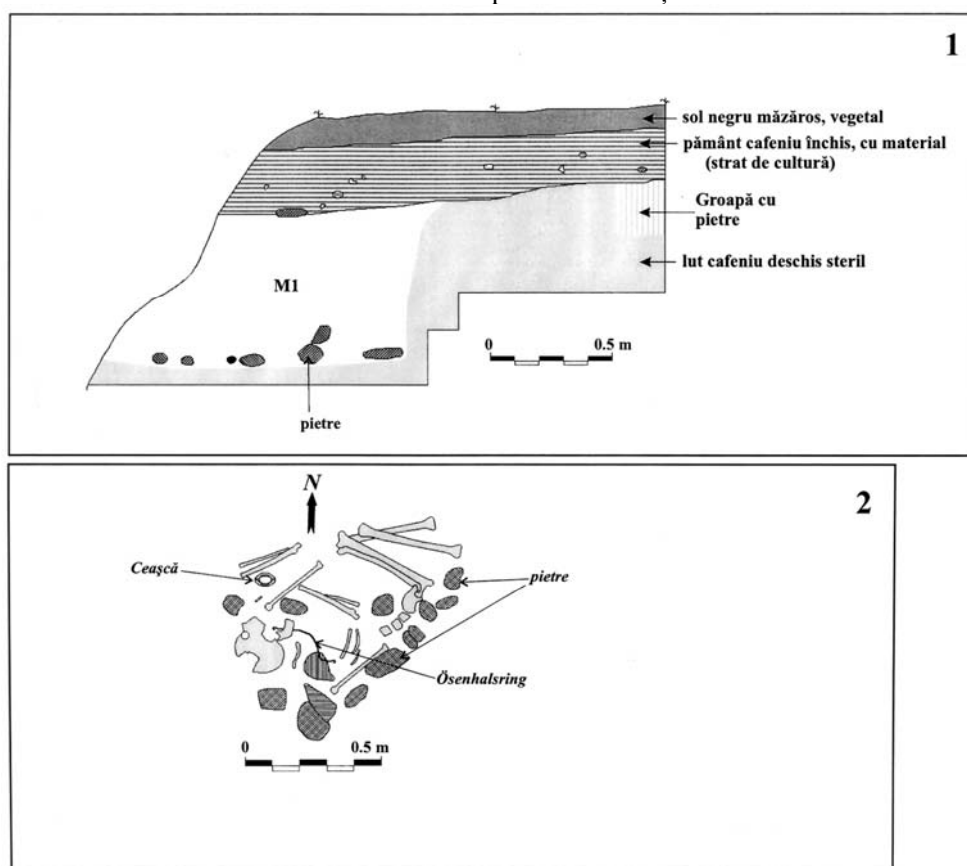 1
sol negru măzăros, vegetal
pământ cafeniu închis, cu material
(strat de cultură)
Groapă cu
pietre
lut cafeniu deschis steril
M1
0 0.5 m
pietre
2
N
Ceaşcă
pietre
Ösenhalsring
0 0.5 m